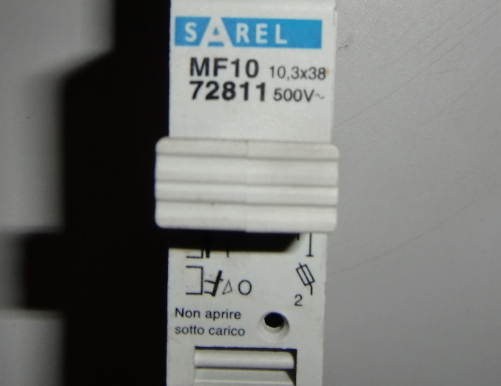 SAREL
MF10 10,3x38
72811 500V~
2
Non aprire
sotto carico